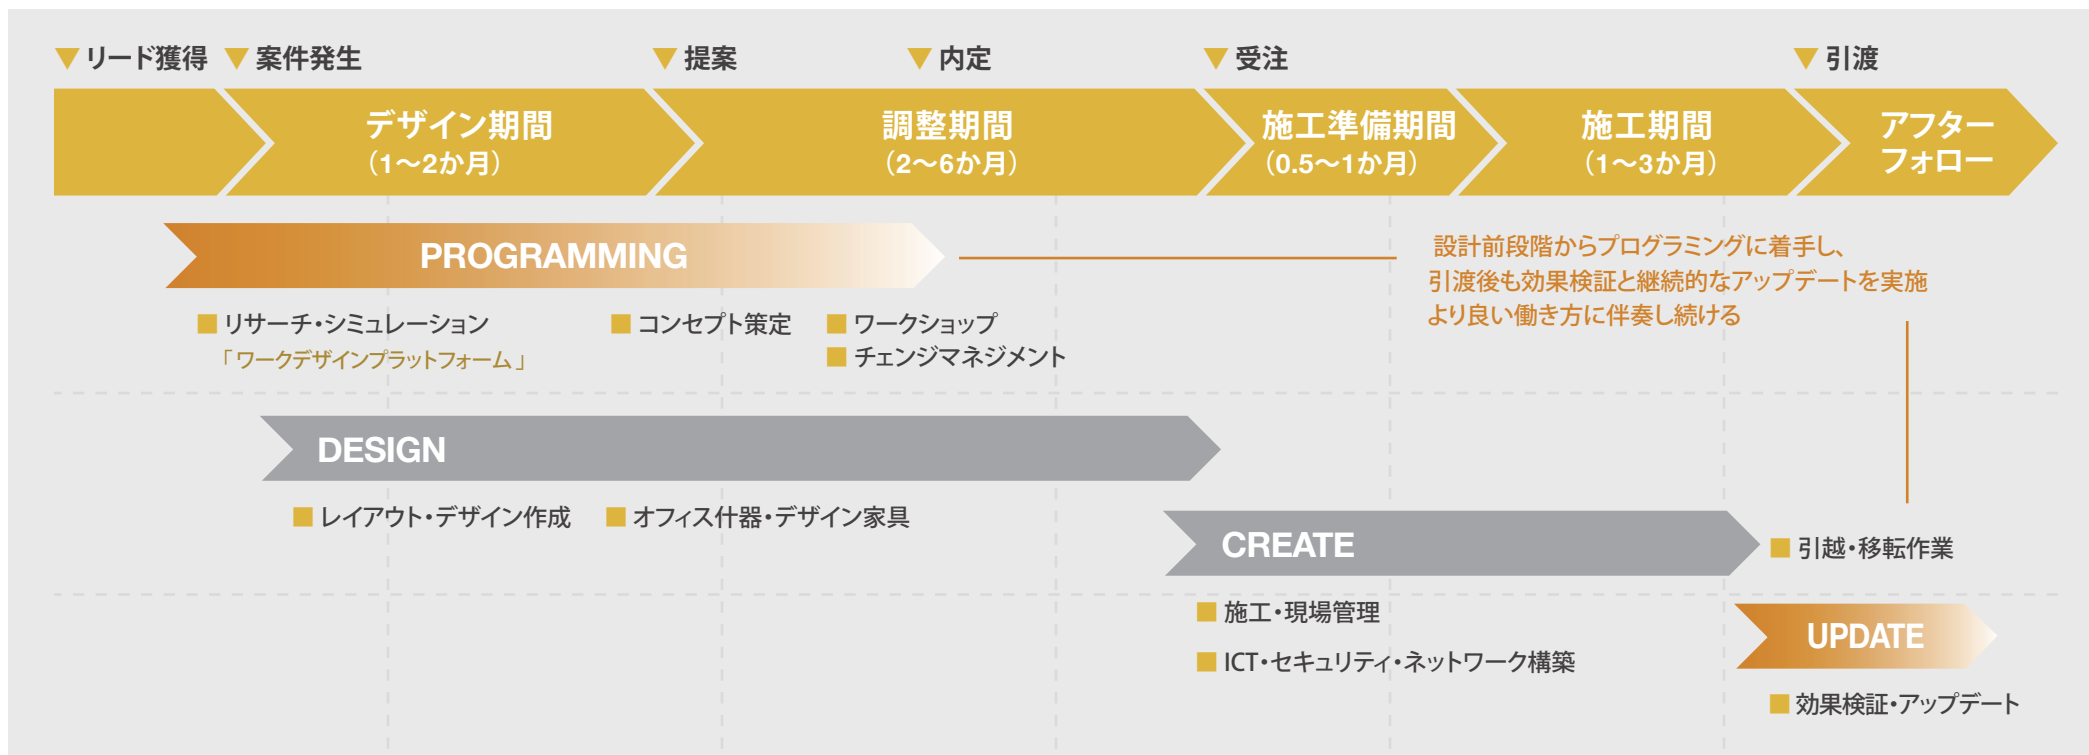 ▼ リード獲得 ▼ 案件発生 ▼ 提案 ▼ 内定 ▼ 受注 ▼ 引渡
デザイン期間
（1〜2か月）
調整期間
（2〜6か月）
施工準備期間
（0.5〜1か月）
施工期間
（1〜3か月）
アフター
フォロー
PROGRAMMING
設計前段階からプログラミングに着手し、
引渡後も効果検証と継続的なアップデートを実施
より良い働き方に伴奏し続ける
■ リサーチ・シミュレーション
「ワークデザインプラットフォーム」
■ コンセプト策定
■ ワークショップ
■ チェンジマネジメント
DESIGN
■ レイアウト・デザイン作成
■ オフィス什器・デザイン家具
CREATE
■ 引越・移転作業
■ 施工・現場管理
■ ICT・セキュリティ・ネットワーク構築
UPDATE
■ 効果検証・アップデート